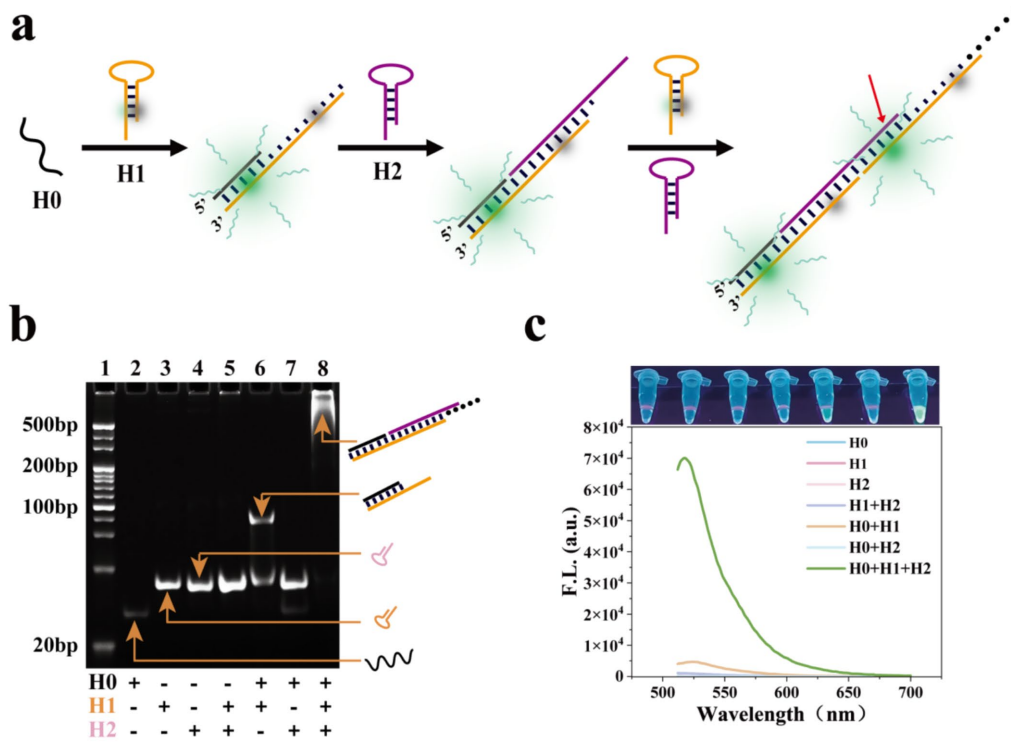 a
H0
H1
H2
5'
3'
5'
3'
5'
3'
b
1 2 3 4 5 6 7 8
500bp
200bp
100bp
20bp
H0 + - - - + + +
H1 - + - + + - +
H2 - - + + - + +
c
8×10⁴
7×10⁴
6×10⁴
5×10⁴
4×10⁴
3×10⁴
2×10⁴
1×10⁴
0
F.L. (a.u.)
H0
H1
H2
H1+H2
H0+H1
H0+H2
H0+H1+H2
500 550 600 650 700
Wavelength（nm）